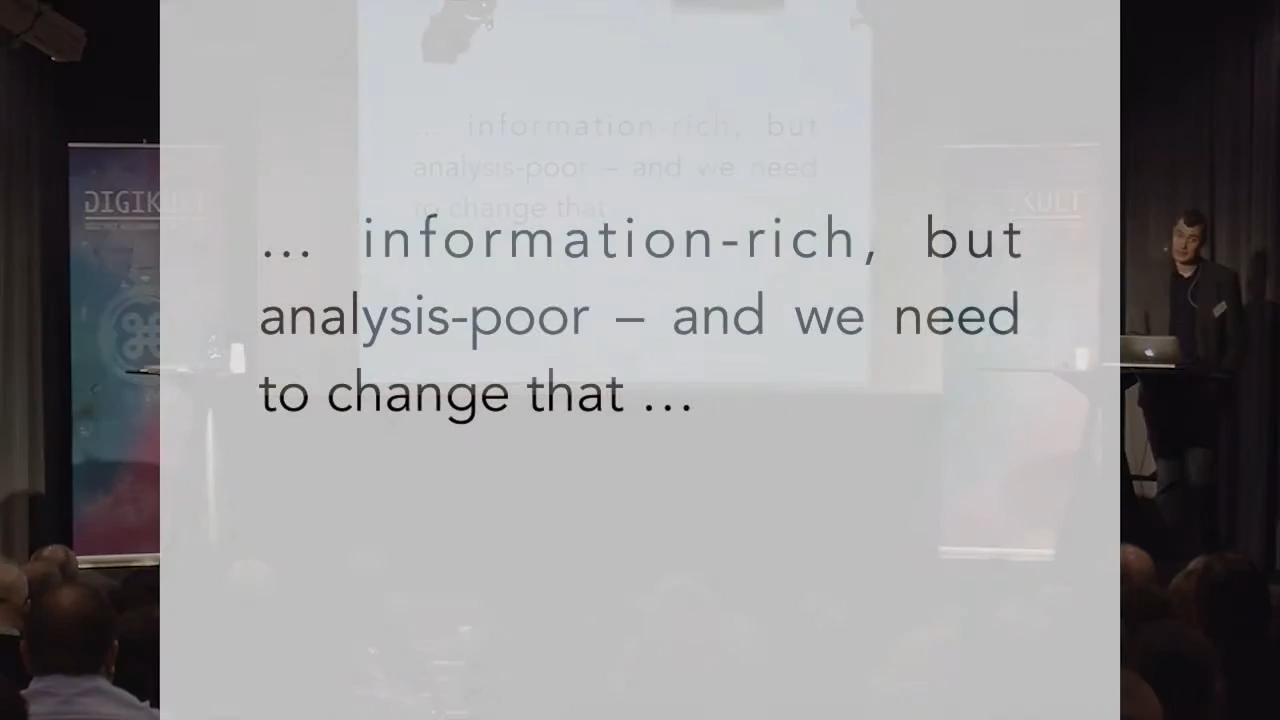 … information-rich, but
analysis-poor – and we need
to change that …
… information-rich, but
analysis-poor – and we need
to change that
DIGIKULT
KULT